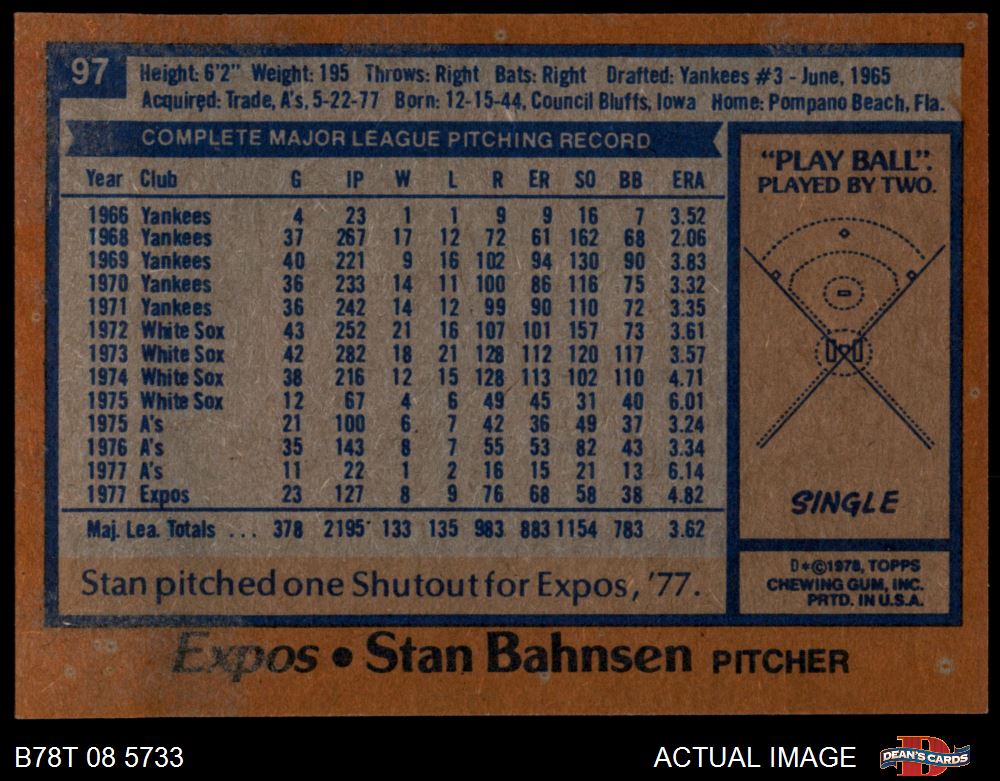 97
Height: 6'2" Weight: 195 Throws: Right Bats: Right Drafted: Yankees #3 - June, 1965
Acquired: Trade, A's, 5-22-77 Born: 12-15-44, Council Bluffs, Iowa Home: Pompano Beach, Fla.
COMPLETE MAJOR LEAGUE PITCHING RECORD
Year Club G IP W L R ER SO BB ERA
1966 Yankees 4 23 1 1 9 9 16 7 3.52
1968 Yankees 37 267 17 12 72 61 162 68 2.06
1969 Yankees 40 221 9 16 102 94 130 90 3.83
1970 Yankees 36 233 14 11 100 86 116 75 3.32
1971 Yankees 36 242 14 12 99 90 110 72 3.35
1972 White Sox 43 252 21 16 107 101 157 73 3.61
1973 White Sox 42 282 18 21 128 112 120 117 3.57
1974 White Sox 38 216 12 15 128 113 102 110 4.71
1975 White Sox 12 67 4 6 49 45 31 40 6.01
1975 A's 21 100 6 7 42 36 49 37 3.24
1976 A's 35 143 8 7 55 53 82 43 3.34
1977 A's 11 22 1 2 16 15 21 13 6.14
1977 Expos 23 127 8 9 76 68 58 38 4.82
Maj. Lea. Totals ... 378 2195 133 135 983 883 1154 783 3.62
Stan pitched one Shutout for Expos, '77.
"PLAY BALL".
PLAYED BY TWO.
SINGLE
D*©1978, TOPPS
CHEWING GUM, INC.
PRTD. IN U.S.A.
Expos • Stan Bahnsen PITCHER
B78T 08 5733
ACTUAL IMAGE
DEAN'S CARDS